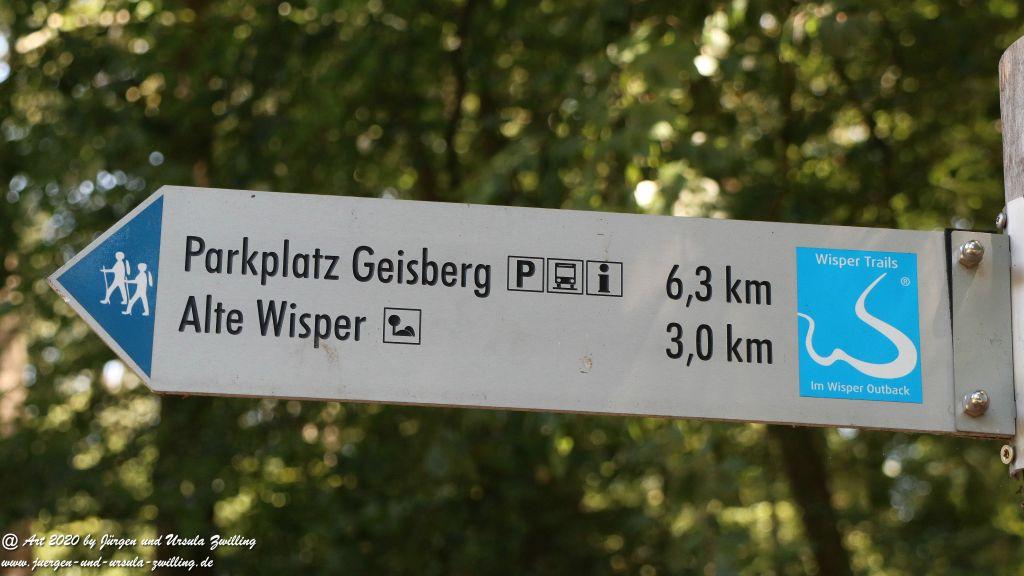 Parkplatz Geisberg P i 6,3 km
Alte Wisper 3,0 km
Wisper Trails
®
Im Wisper Outback
@ Art 2020 by Jürgen und Ursula Zwilling
www.juergen-und-ursula-zwilling.de